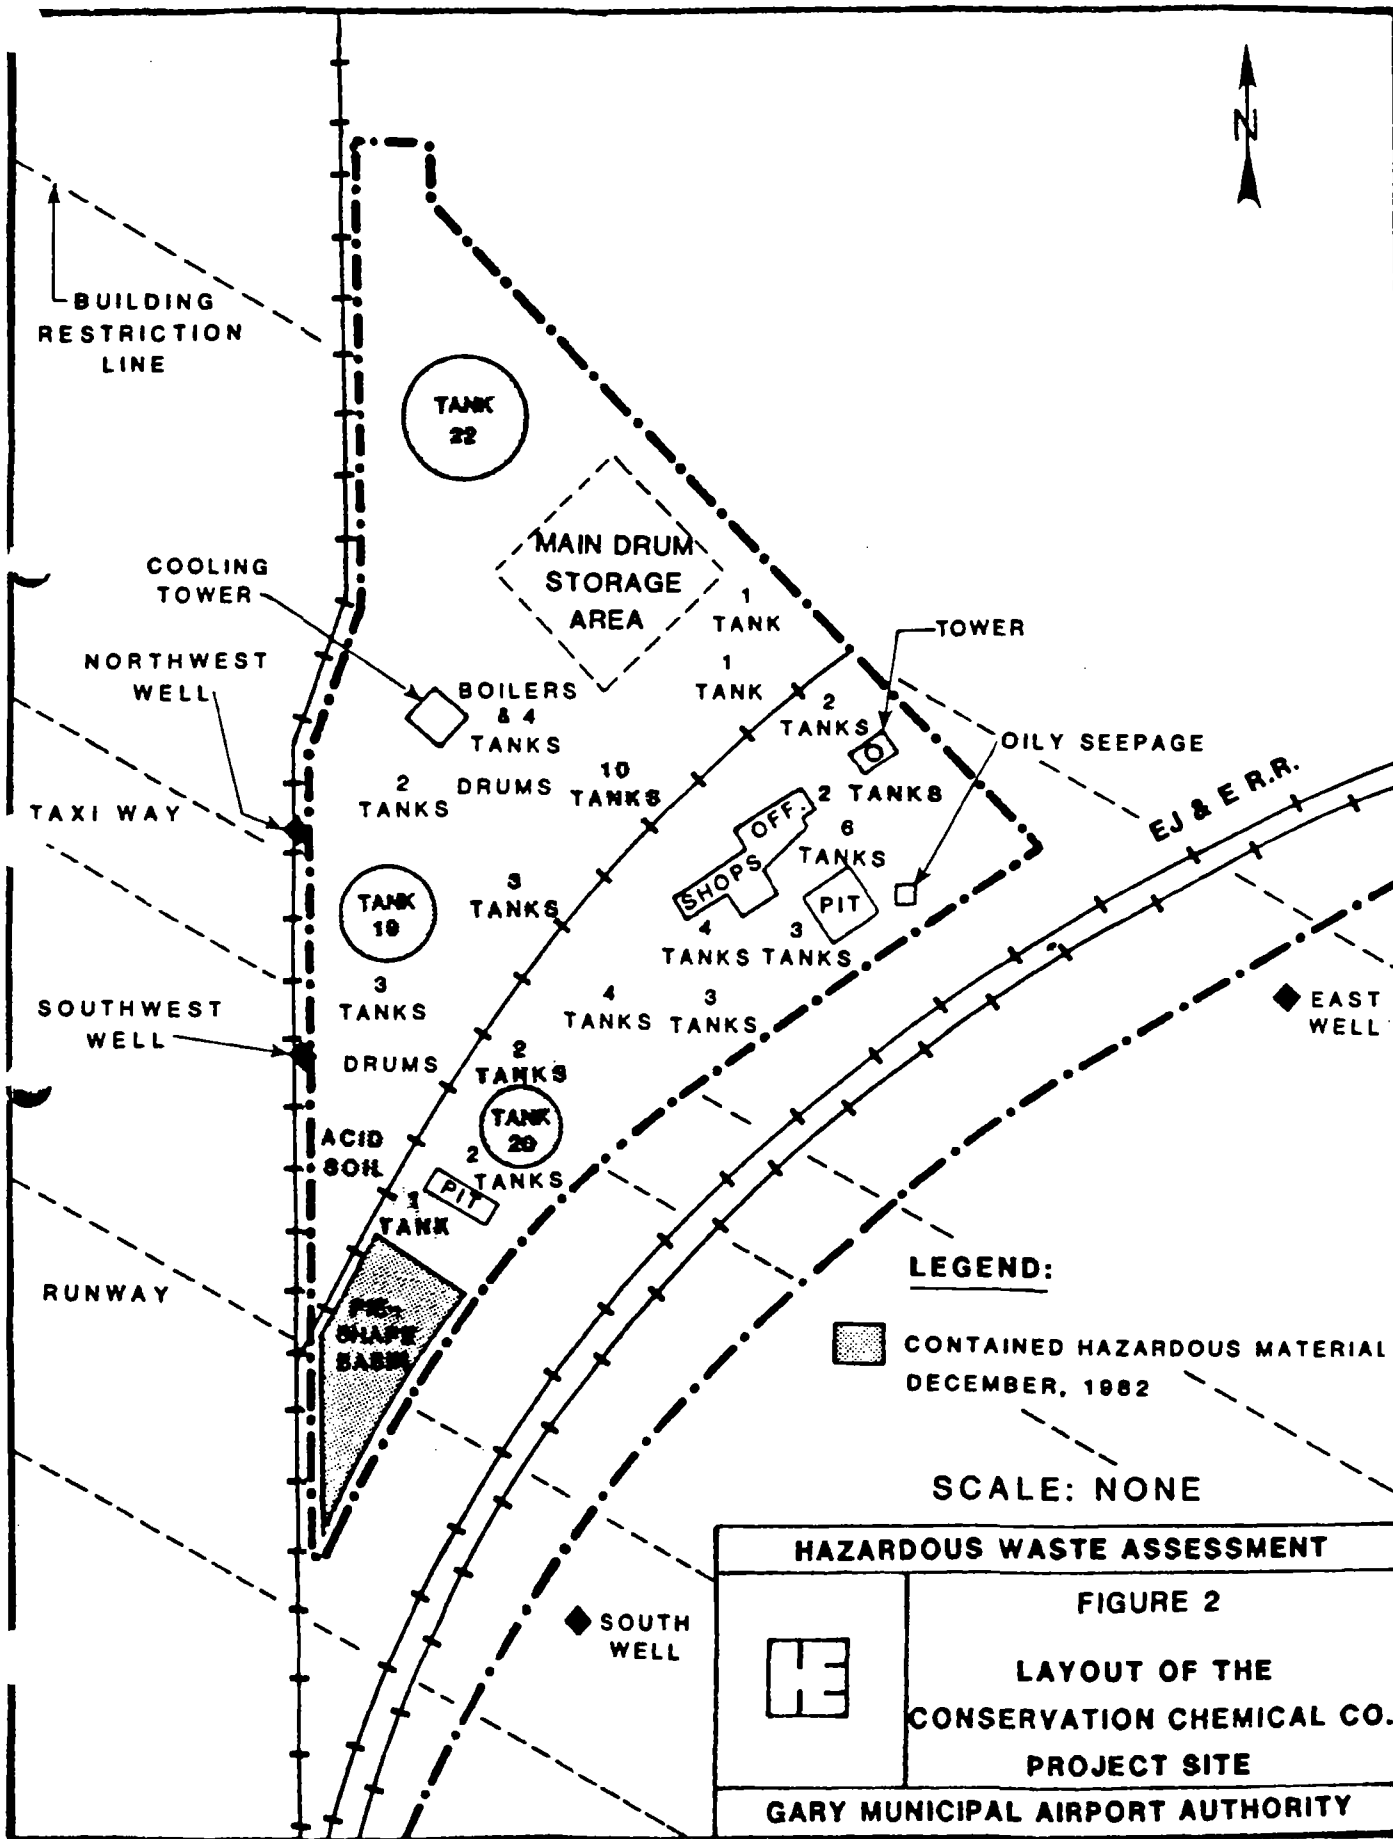 N
BUILDING
RESTRICTION
LINE
TANK
22
MAIN DRUM
STORAGE
AREA
COOLING
TOWER
1
TANK
TOWER
NORTHWEST
WELL
1
TANK
BOILERS
& 4
TANKS
2
TANKS
OILY SEEPAGE
2
TANKS
DRUMS
10
TANKS
2 TANKS
EJ & E R.R.
TAXI WAY
OFF.
SHOPS
6
TANKS
TANK
19
3
TANKS
PIT
4
TANKS
3
TANKS
3
TANKS
4
TANKS
3
TANKS
EAST
WELL
SOUTHWEST
WELL
DRUMS
2
TANKS
TANK
20
ACID
SOIL
2
TANKS
PIT
1
TANK
RUNWAY
PIE-
SHAPE
BASIN
LEGEND:
CONTAINED HAZARDOUS MATERIAL
DECEMBER, 1982
SCALE: NONE
SOUTH
WELL
HAZARDOUS WASTE ASSESSMENT
FIGURE 2
LAYOUT OF THE
CONSERVATION CHEMICAL CO.
PROJECT SITE
GARY MUNICIPAL AIRPORT AUTHORITY